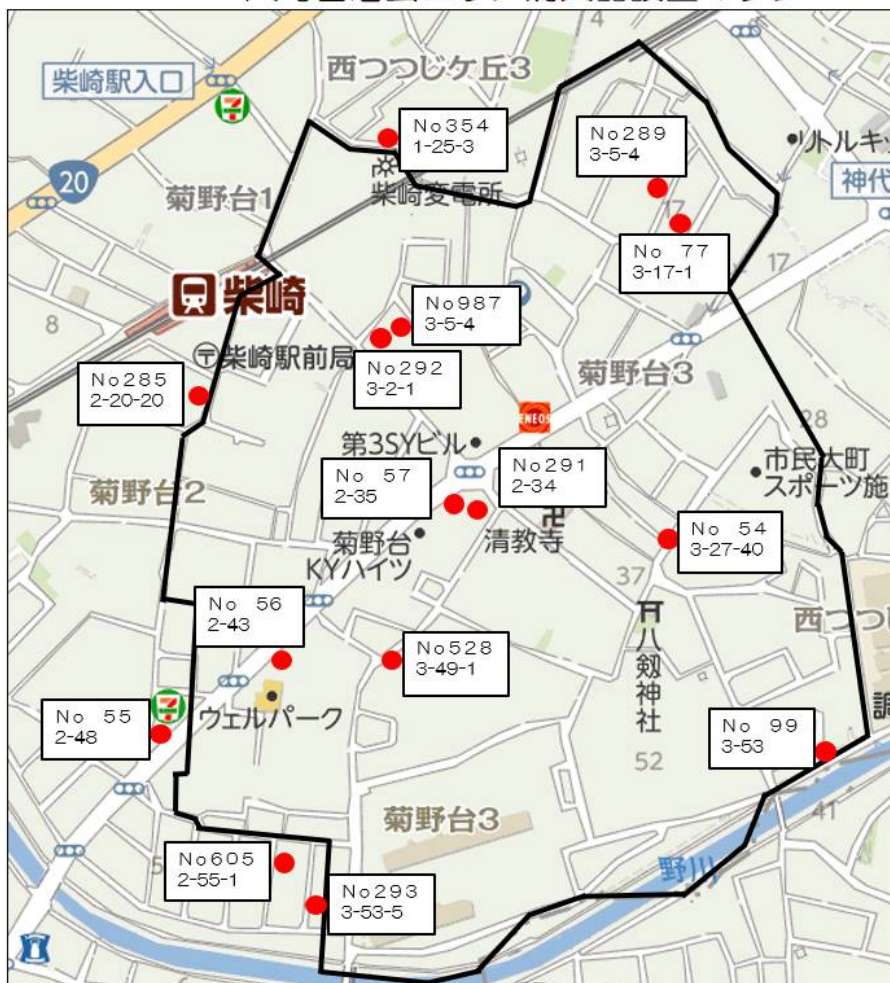 4
西つつじケ丘3
柴崎駅入口
No354
1-25-3
No289
3-5-4
リトルキッ
20
柴崎変電所
神代
菊野台1
17
No 77
3-17-1
17
柴崎
No987
3-5-4
8
〒柴崎駅前局
No292
3-2-1
菊野台3
No285
2-20-20
ENEOS
28
第3SYビル
No291
2-34
市民大町
スポーツ施
菊野台2
No 57
2-35
清教寺
No 54
3-27-40
菊野台
KYハイツ
37
西つつ
No 56
2-43
No528
3-49-1
八剱神社
ウェルパーク
No 55
2-48
No 99
3-53
調
52
菊野台3
41
5
No605
2-55-1
野川
No293
3-53-5